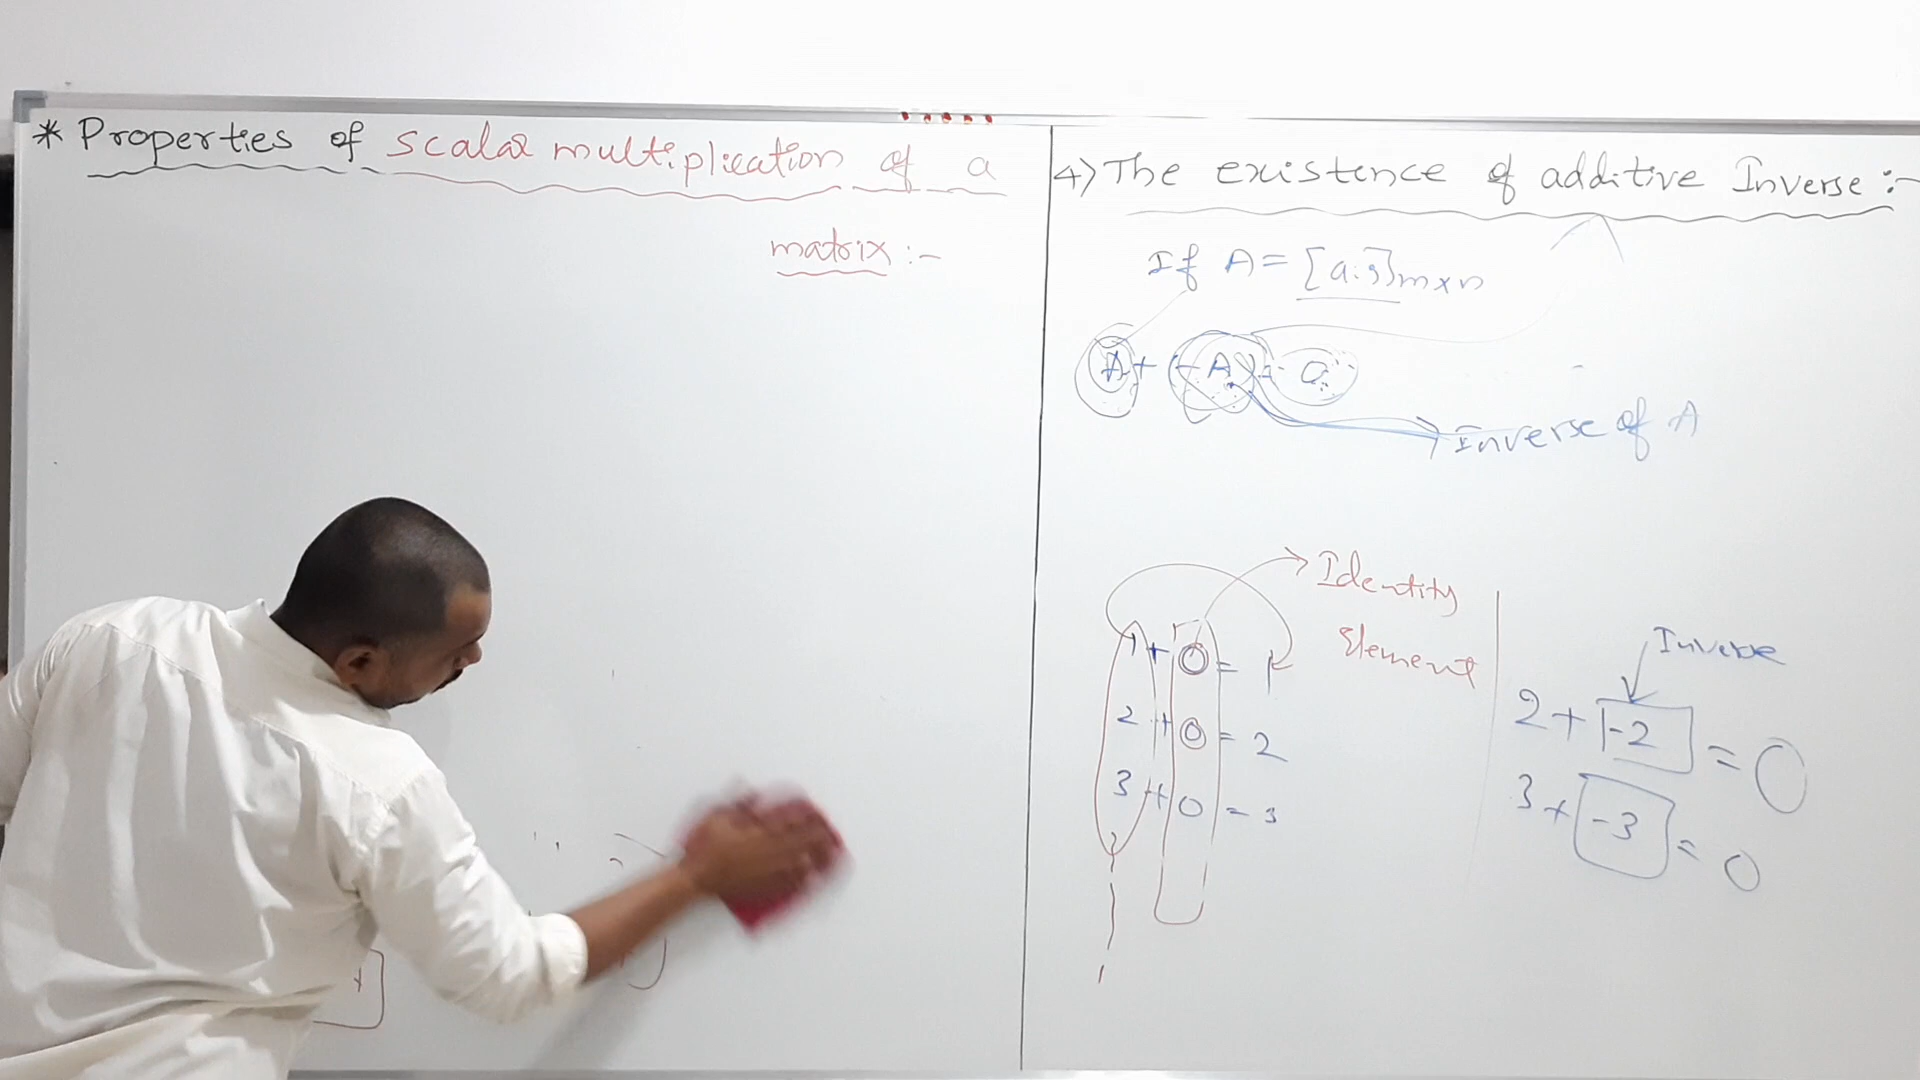 * Properties of scalar multiplication of a
matrix :-
4) The existence of additive Inverse :-
If A = [aij]m×n
A + (-A) = O
Inverse of A
Identity
Element
1 + 0 = 1
2 + 0 = 2
3 + 0 = 3
Inverse
2 + -2 = 0
3 + -3 = 0